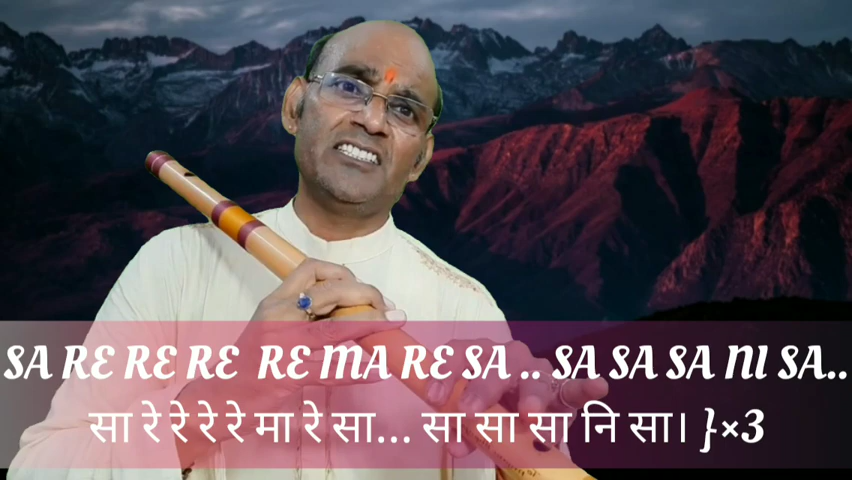 SA RE RE RE RE MA RE SA .. SA SA SA NI SA..
सा रे रे रे रे मा रे सा... सा सा सा नि सा। }×3